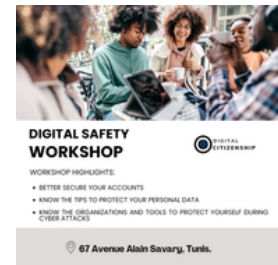 DIGITAL SAFETY
WORKSHOP
DIGITAL
CITIZENSHIP
WORKSHOP HIGHLIGHTS:
• BETTER SECURE YOUR ACCOUNTS
• KNOW THE TIPS TO PROTECT YOUR PERSONAL DATA
• KNOW THE ORGANIZATIONS AND TOOLS TO PROTECT YOURSELF DURING
CYBER ATTACKS
67 Avenue Alain Savary, Tunis.